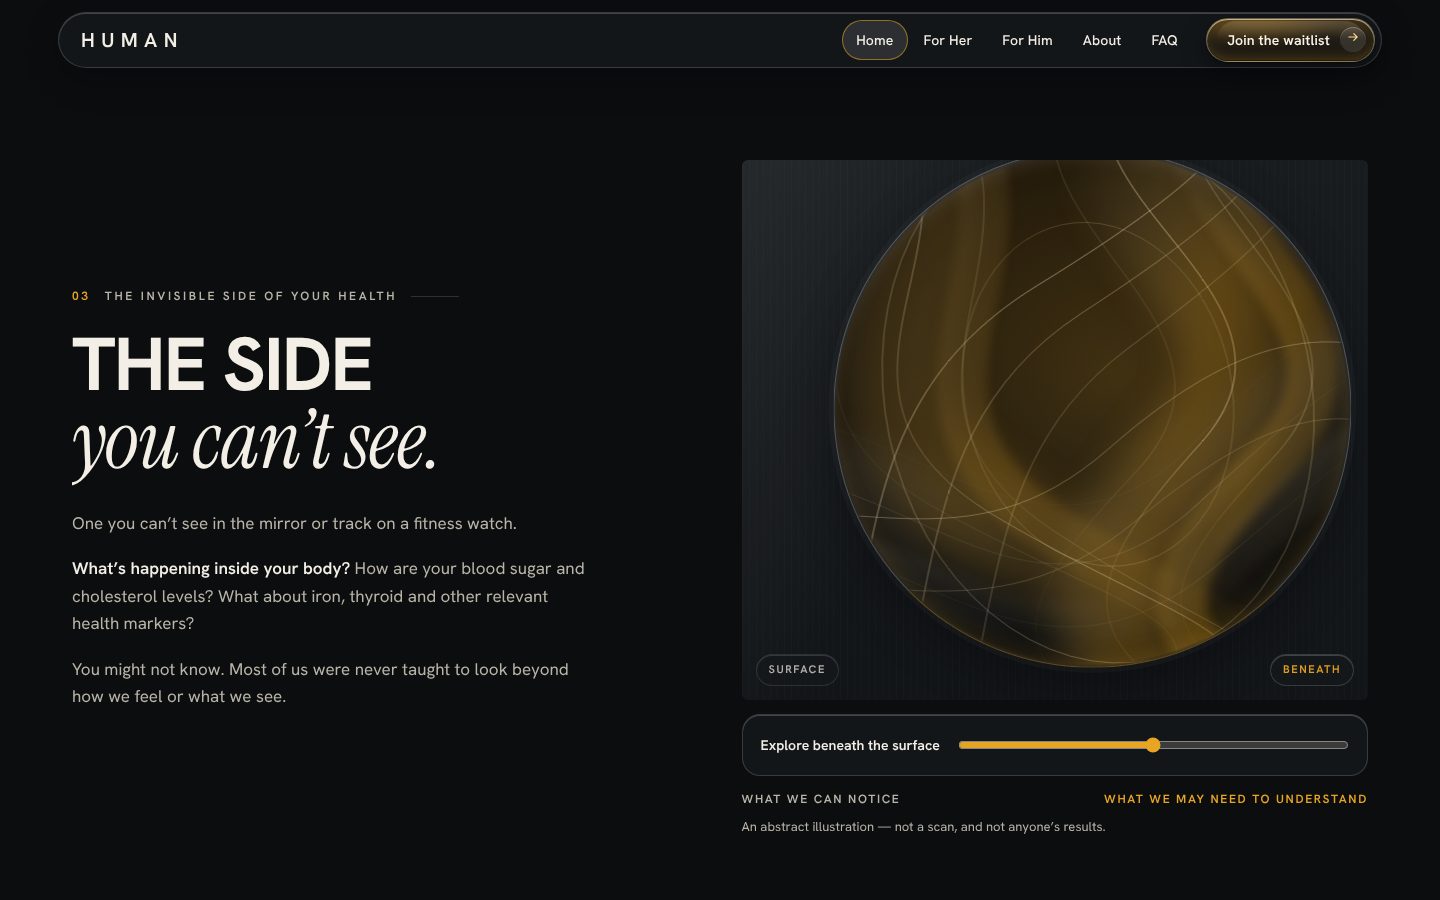 HUMAN
Home
For Her
For Him
About
FAQ
Join the waitlist
03 THE INVISIBLE SIDE OF YOUR HEALTH
THE SIDE
you can’t see.
One you can’t see in the mirror or track on a fitness watch.
What’s happening inside your body? How are your blood sugar and
cholesterol levels? What about iron, thyroid and other relevant
health markers?
You might not know. Most of us were never taught to look beyond
how we feel or what we see.
SURFACE
BENEATH
Explore beneath the surface
WHAT WE CAN NOTICE
WHAT WE MAY NEED TO UNDERSTAND
An abstract illustration — not a scan, and not anyone’s results.